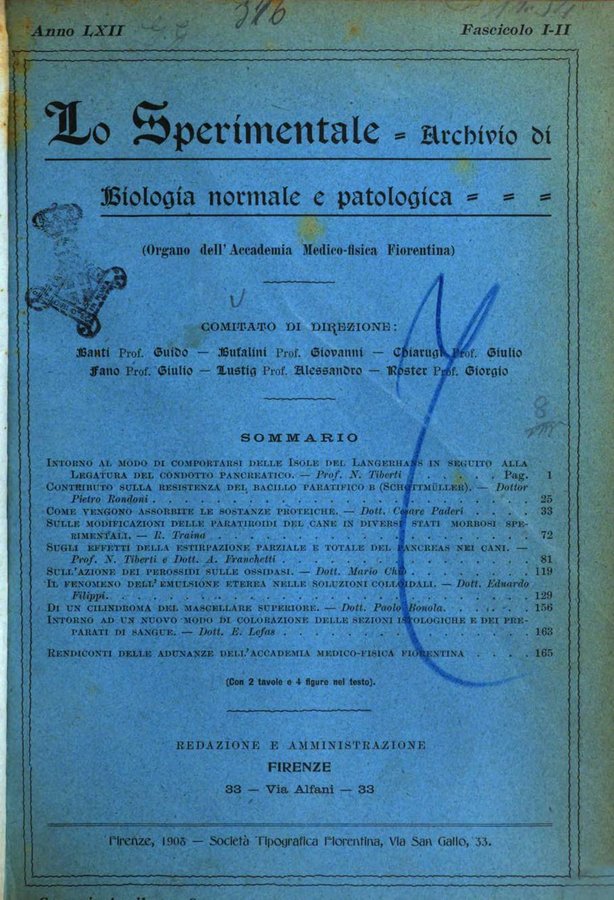 346
Anno LXII
Fascicolo I-II
Lo Sperimentale = Archivio di
Biologia normale e patologica = = =
(Organo dell' Accademia Medico-fisica Fiorentina)
COMITATO DI DIREZIONE:
Banti Prof. Guido — Bufalini Prof. Giovanni — Chiarugi Prof. Giulio
Fano Prof. Giulio — Lustig Prof. Alessandro — Roster Prof. Giorgio
8
SOMMARIO
INTORNO AL MODO DI COMPORTARSI DELLE ISOLE DEL LANGERHANS IN SEGUITO ALLA
LEGATURA DEL CONDOTTO PANCREATICO. — Prof. N. Tiberti . . . . . . Pag. 1
CONTRIBUTO SULLA RESISTENZA DEL BACILLO PARATIFICO B (SCHOTTMÜLLER). — Dottor
Pietro Rondoni . . . . 25
COME VENGONO ASSORBITE LE SOSTANZE PROTEICHE. — Dott. Cesare Paderi . . . . 33
SULLE MODIFICAZIONI DELLE PARATIROIDI DEL CANE IN DIVERSI STATI MORBOSI SPE-
RIMENTALI. — R. Traina . . . . 72
SUGLI EFFETTI DELLA ESTIRPAZIONE PARZIALE E TOTALE DEL PANCREAS NEI CANI. —
Prof. N. Tiberti e Dott. A. Franchetti . . . . 81
SULL'AZIONE DEI PEROSSIDI SULLE OSSIDASI. — Dott. Mario . . . . 119
IL FENOMENO DELL'EMULSIONE ETEREA NELLE SOLUZIONI COLLOIDALI. — Dott. Eduardo
Filippi. . . . . 129
DI UN CILINDROMA DEL MASCELLARE SUPERIORE. — Dott. Paolo Bonola. . . . . 156
INTORNO AD UN NUOVO MODO DI COLORAZIONE DELLE SEZIONI ISTOLOGICHE E DEI PRE-
PARATI DI SANGUE. — Dott. E. Lefas . . . . 163
RENDICONTI DELLE ADUNANZE DELL'ACCADEMIA MEDICO-FISICA FIORENTINA . . . . 165
(Con 2 tavole e 4 figure nel testo).
REDAZIONE E AMMINISTRAZIONE
FIRENZE
33 — Via Alfani — 33
Firenze, 1908 — Società Tipografica Fiorentina, Via San Gallo, 33.